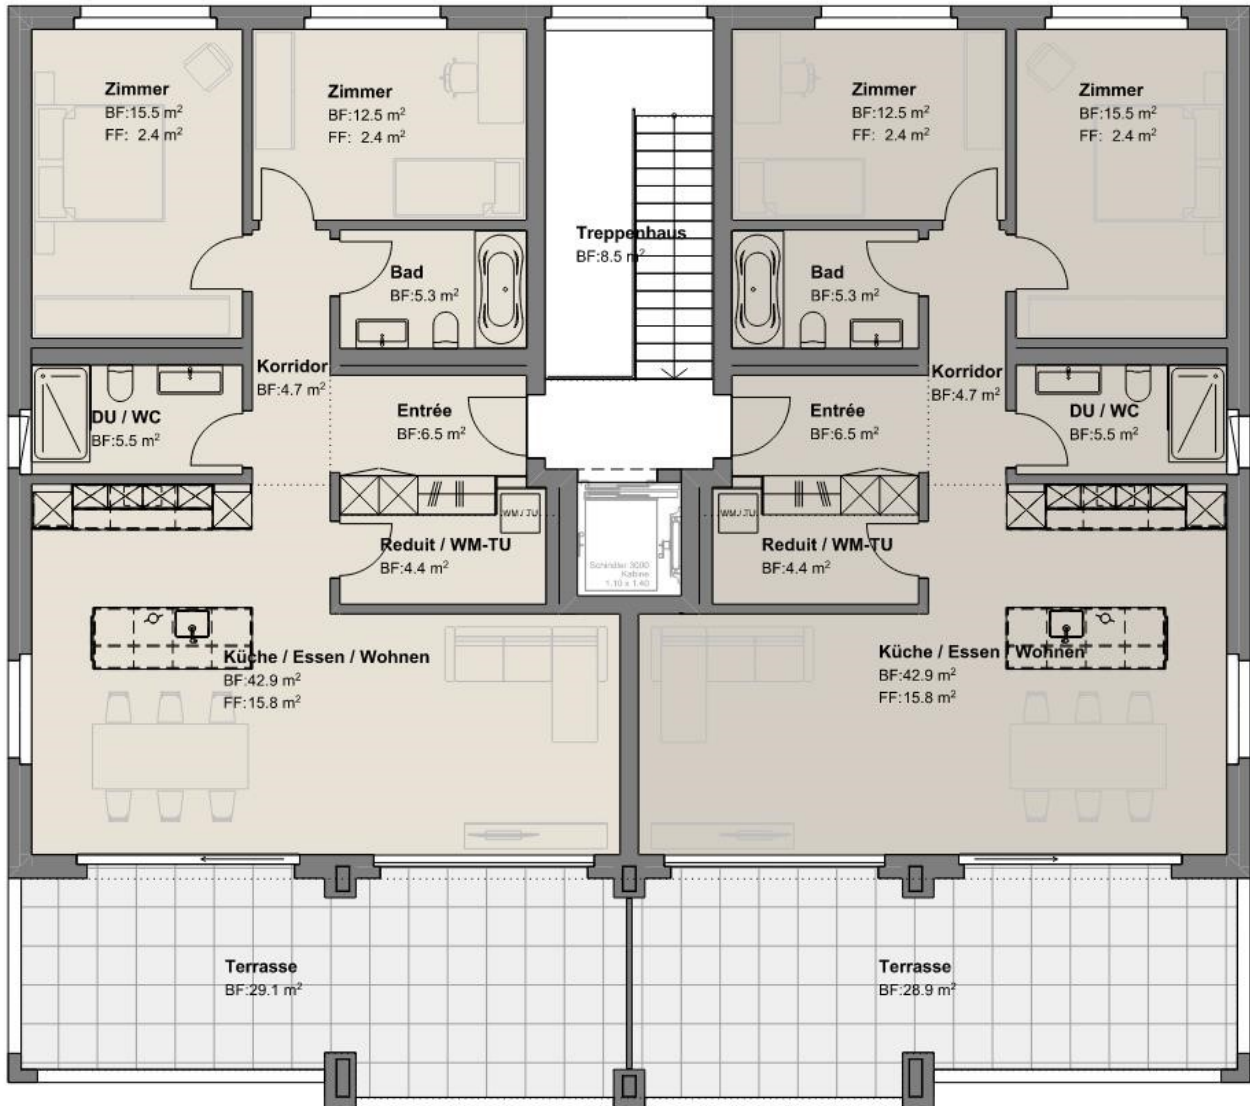 Zimmer
BF:15.5 m²
FF: 2.4 m²
Zimmer
BF:12.5 m²
FF: 2.4 m²
Zimmer
BF:12.5 m²
FF: 2.4 m²
Zimmer
BF:15.5 m²
FF: 2.4 m²
Treppenhaus
BF:8.5 m²
Bad
BF:5.3 m²
Bad
BF:5.3 m²
Korridor
BF:4.7 m²
Korridor
BF:4.7 m²
DU / WC
BF:5.5 m²
Entrée
BF:6.5 m²
Entrée
BF:6.5 m²
DU / WC
BF:5.5 m²
WM / TU
WM / TU
Reduit / WM-TU
BF:4.4 m²
Schindler 3000
Kabine
1.10 x 1.40
Reduit / WM-TU
BF:4.4 m²
Küche / Essen / Wohnen
BF:42.9 m²
FF:15.8 m²
Küche / Essen / Wohnen
BF:42.9 m²
FF:15.8 m²
Terrasse
BF:29.1 m²
Terrasse
BF:28.9 m²